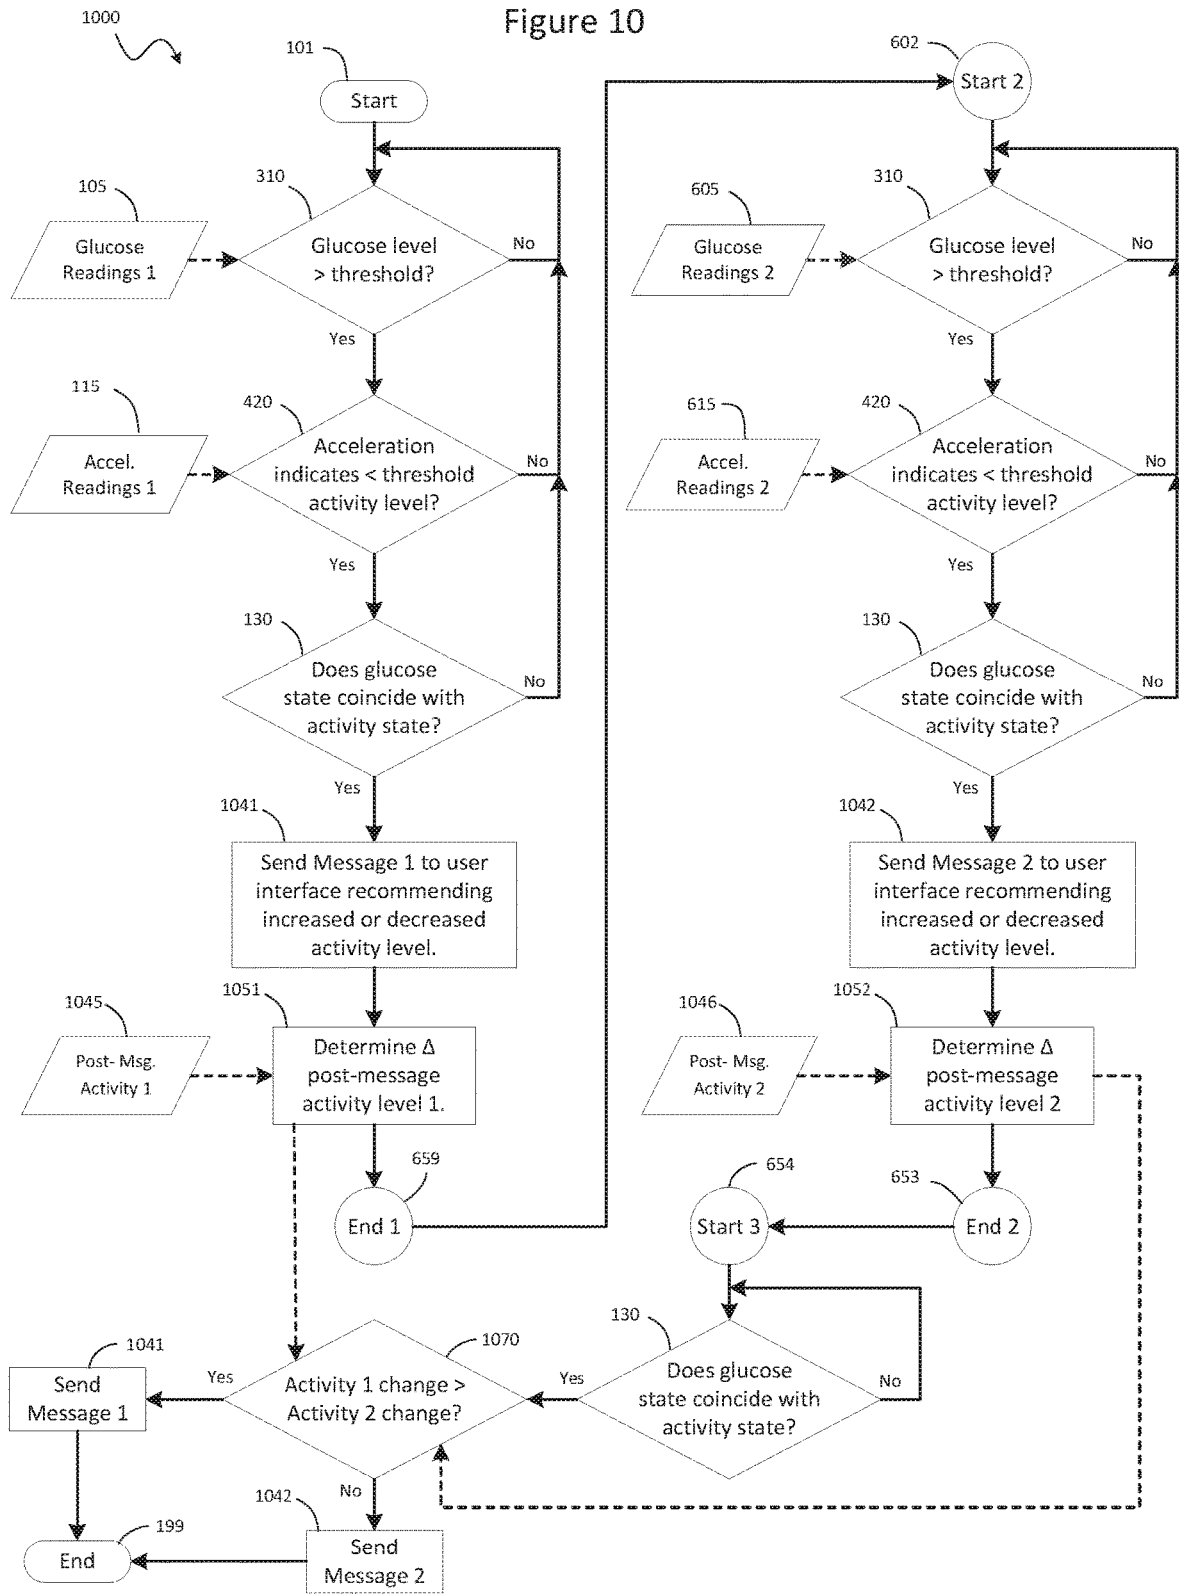 Figure 10
1000
101
Start
602
Start 2
105
Glucose
Readings 1
310
Glucose level
> threshold?
No
Yes
605
Glucose
Readings 2
310
Glucose level
> threshold?
No
Yes
115
Accel.
Readings 1
420
Acceleration
indicates < threshold
activity level?
No
Yes
615
Accel.
Readings 2
420
Acceleration
indicates < threshold
activity level?
No
Yes
130
Does glucose
state coincide with
activity state?
No
Yes
130
Does glucose
state coincide with
activity state?
No
Yes
1041
Send Message 1 to user
interface recommending
increased or decreased
activity level.
1042
Send Message 2 to user
interface recommending
increased or decreased
activity level.
1045
Post- Msg.
Activity 1
1051
Determine Δ
post-message
activity level 1.
1046
Post- Msg.
Activity 2
1052
Determine Δ
post-message
activity level 2
659
End 1
654
Start 3
653
End 2
1041
Send
Message 1
Yes
1070
Activity 1 change >
Activity 2 change?
No
130
Does glucose
state coincide with
activity state?
Yes
No
199
End
1042
Send
Message 2